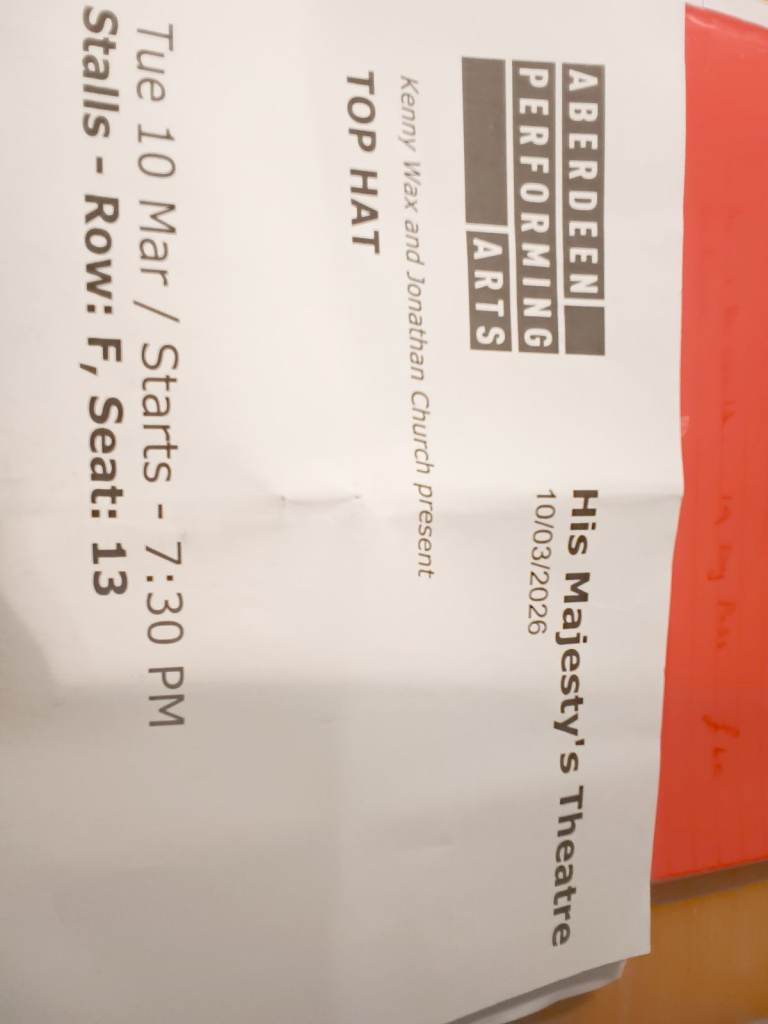 ABERDEEN
PERFORMING
ARTS
His Majesty's Theatre
10/03/2026
Kenny Wax and Jonathan Church present
TOP HAT
Tue 10 Mar / Starts - 7:30 PM
Stalls - Row: F, Seat: 13